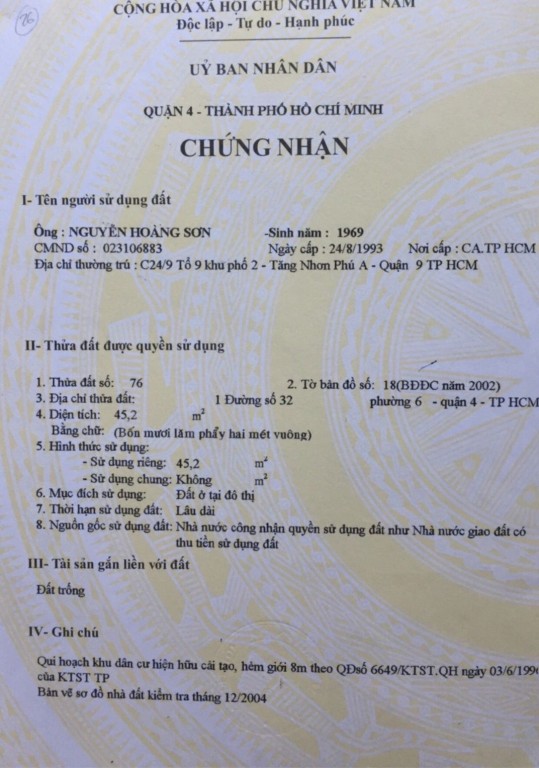 26
CỘNG HÒA XÃ HỘI CHỦ NGHĨA VIỆT NAM
Độc lập - Tự do - Hạnh phúc
UỶ BAN NHÂN DÂN
QUẬN 4 - THÀNH PHỐ HỒ CHÍ MINH
CHỨNG NHẬN
I- Tên người sử dụng đất
Ông : NGUYỄN HOÀNG SƠN -Sinh năm : 1969
CMND số : 023106883 Ngày cấp : 24/8/1993 Nơi cấp : CA.TP HCM
Địa chỉ thường trú : C24/9 Tổ 9 khu phố 2 - Tăng Nhơn Phú A - Quận 9 TP HCM
II- Thửa đất được quyền sử dụng
1. Thửa đất số: 76 2. Tờ bản đồ số: 18(BĐĐC năm 2002)
3. Địa chỉ thửa đất: 1 Đường số 32 phường 6 - quận 4 - TP HCM
4. Diện tích: 45,2 m²
Bằng chữ: (Bốn mươi lăm phẩy hai mét vuông)
5. Hình thức sử dụng:
- Sử dụng riêng: 45,2 m²
- Sử dụng chung: Không m²
6. Mục đích sử dụng: Đất ở tại đô thị
7. Thời hạn sử dụng đất: Lâu dài
8. Nguồn gốc sử dụng đất: Nhà nước công nhận quyền sử dụng đất như Nhà nước giao đất có
thu tiền sử dụng đất
III- Tài sản gắn liền với đất
Đất trống
IV- Ghi chú
Qui hoạch khu dân cư hiện hữu cải tạo, hẻm giới 8m theo QĐsố 6649/KTST.QH ngày 03/6/199
của KTST TP
Bản vẽ sơ đồ nhà đất kiểm tra tháng 12/2004